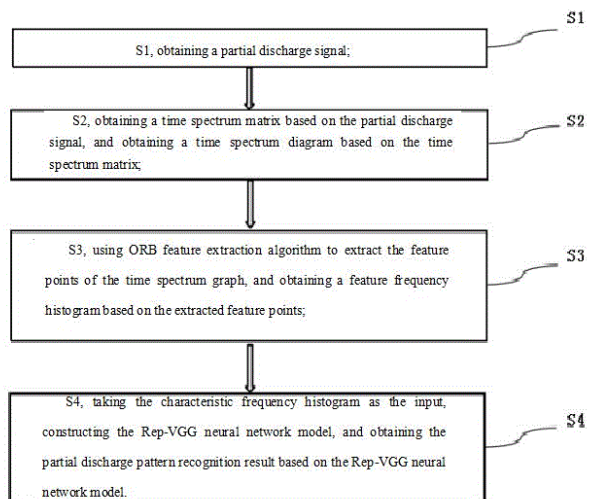 S1
S1, obtaining a partial discharge signal;
S2
S2, obtaining a time spectrum matrix based on the partial discharge
signal, and obtaining a time spectrum diagram based on the time
spectrum matrix;
S3
S3, using ORB feature extraction algorithm to extract the feature
points of the time spectrum graph, and obtaining a feature frequency
histogram based on the extracted feature points;
S4
S4, taking the characteristic frequency histogram as the input,
constructing the Rep-VGG neural network model, and obtaining the
partial discharge pattern recognition result based on the Rep-VGG neural
network model.